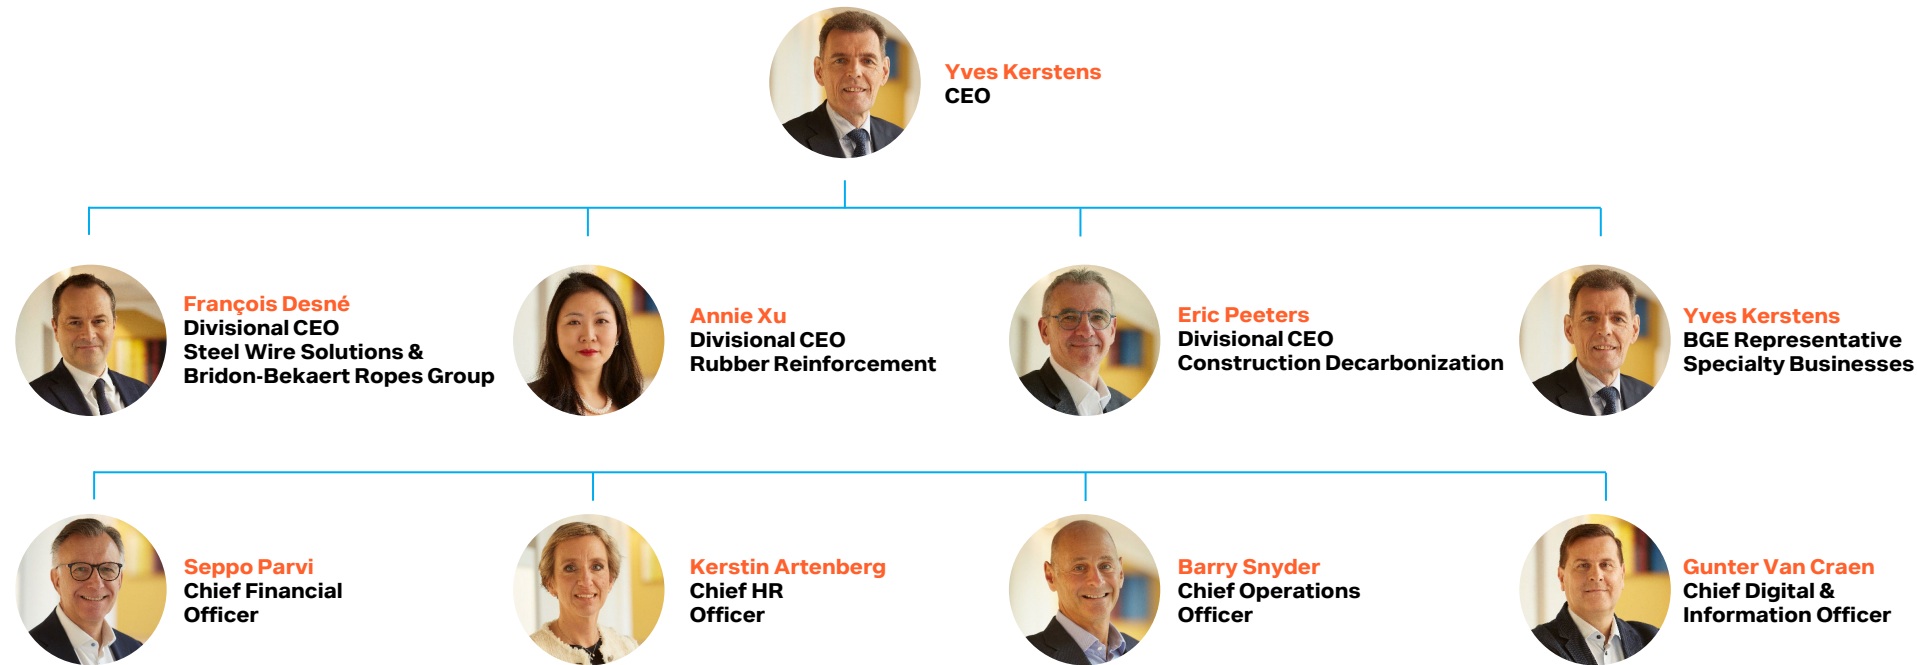 Yves Kerstens
CEO
François Desné
Divisional CEO
Steel Wire Solutions &
Bridon-Bekaert Ropes Group
Annie Xu
Divisional CEO
Rubber Reinforcement
Eric Peeters
Divisional CEO
Construction Decarbonization
Yves Kerstens
BGE Representative
Specialty Businesses
Seppo Parvi
Chief Financial
Officer
Kerstin Artenberg
Chief HR
Officer
Barry Snyder
Chief Operations
Officer
Gunter Van Craen
Chief Digital &
Information Officer